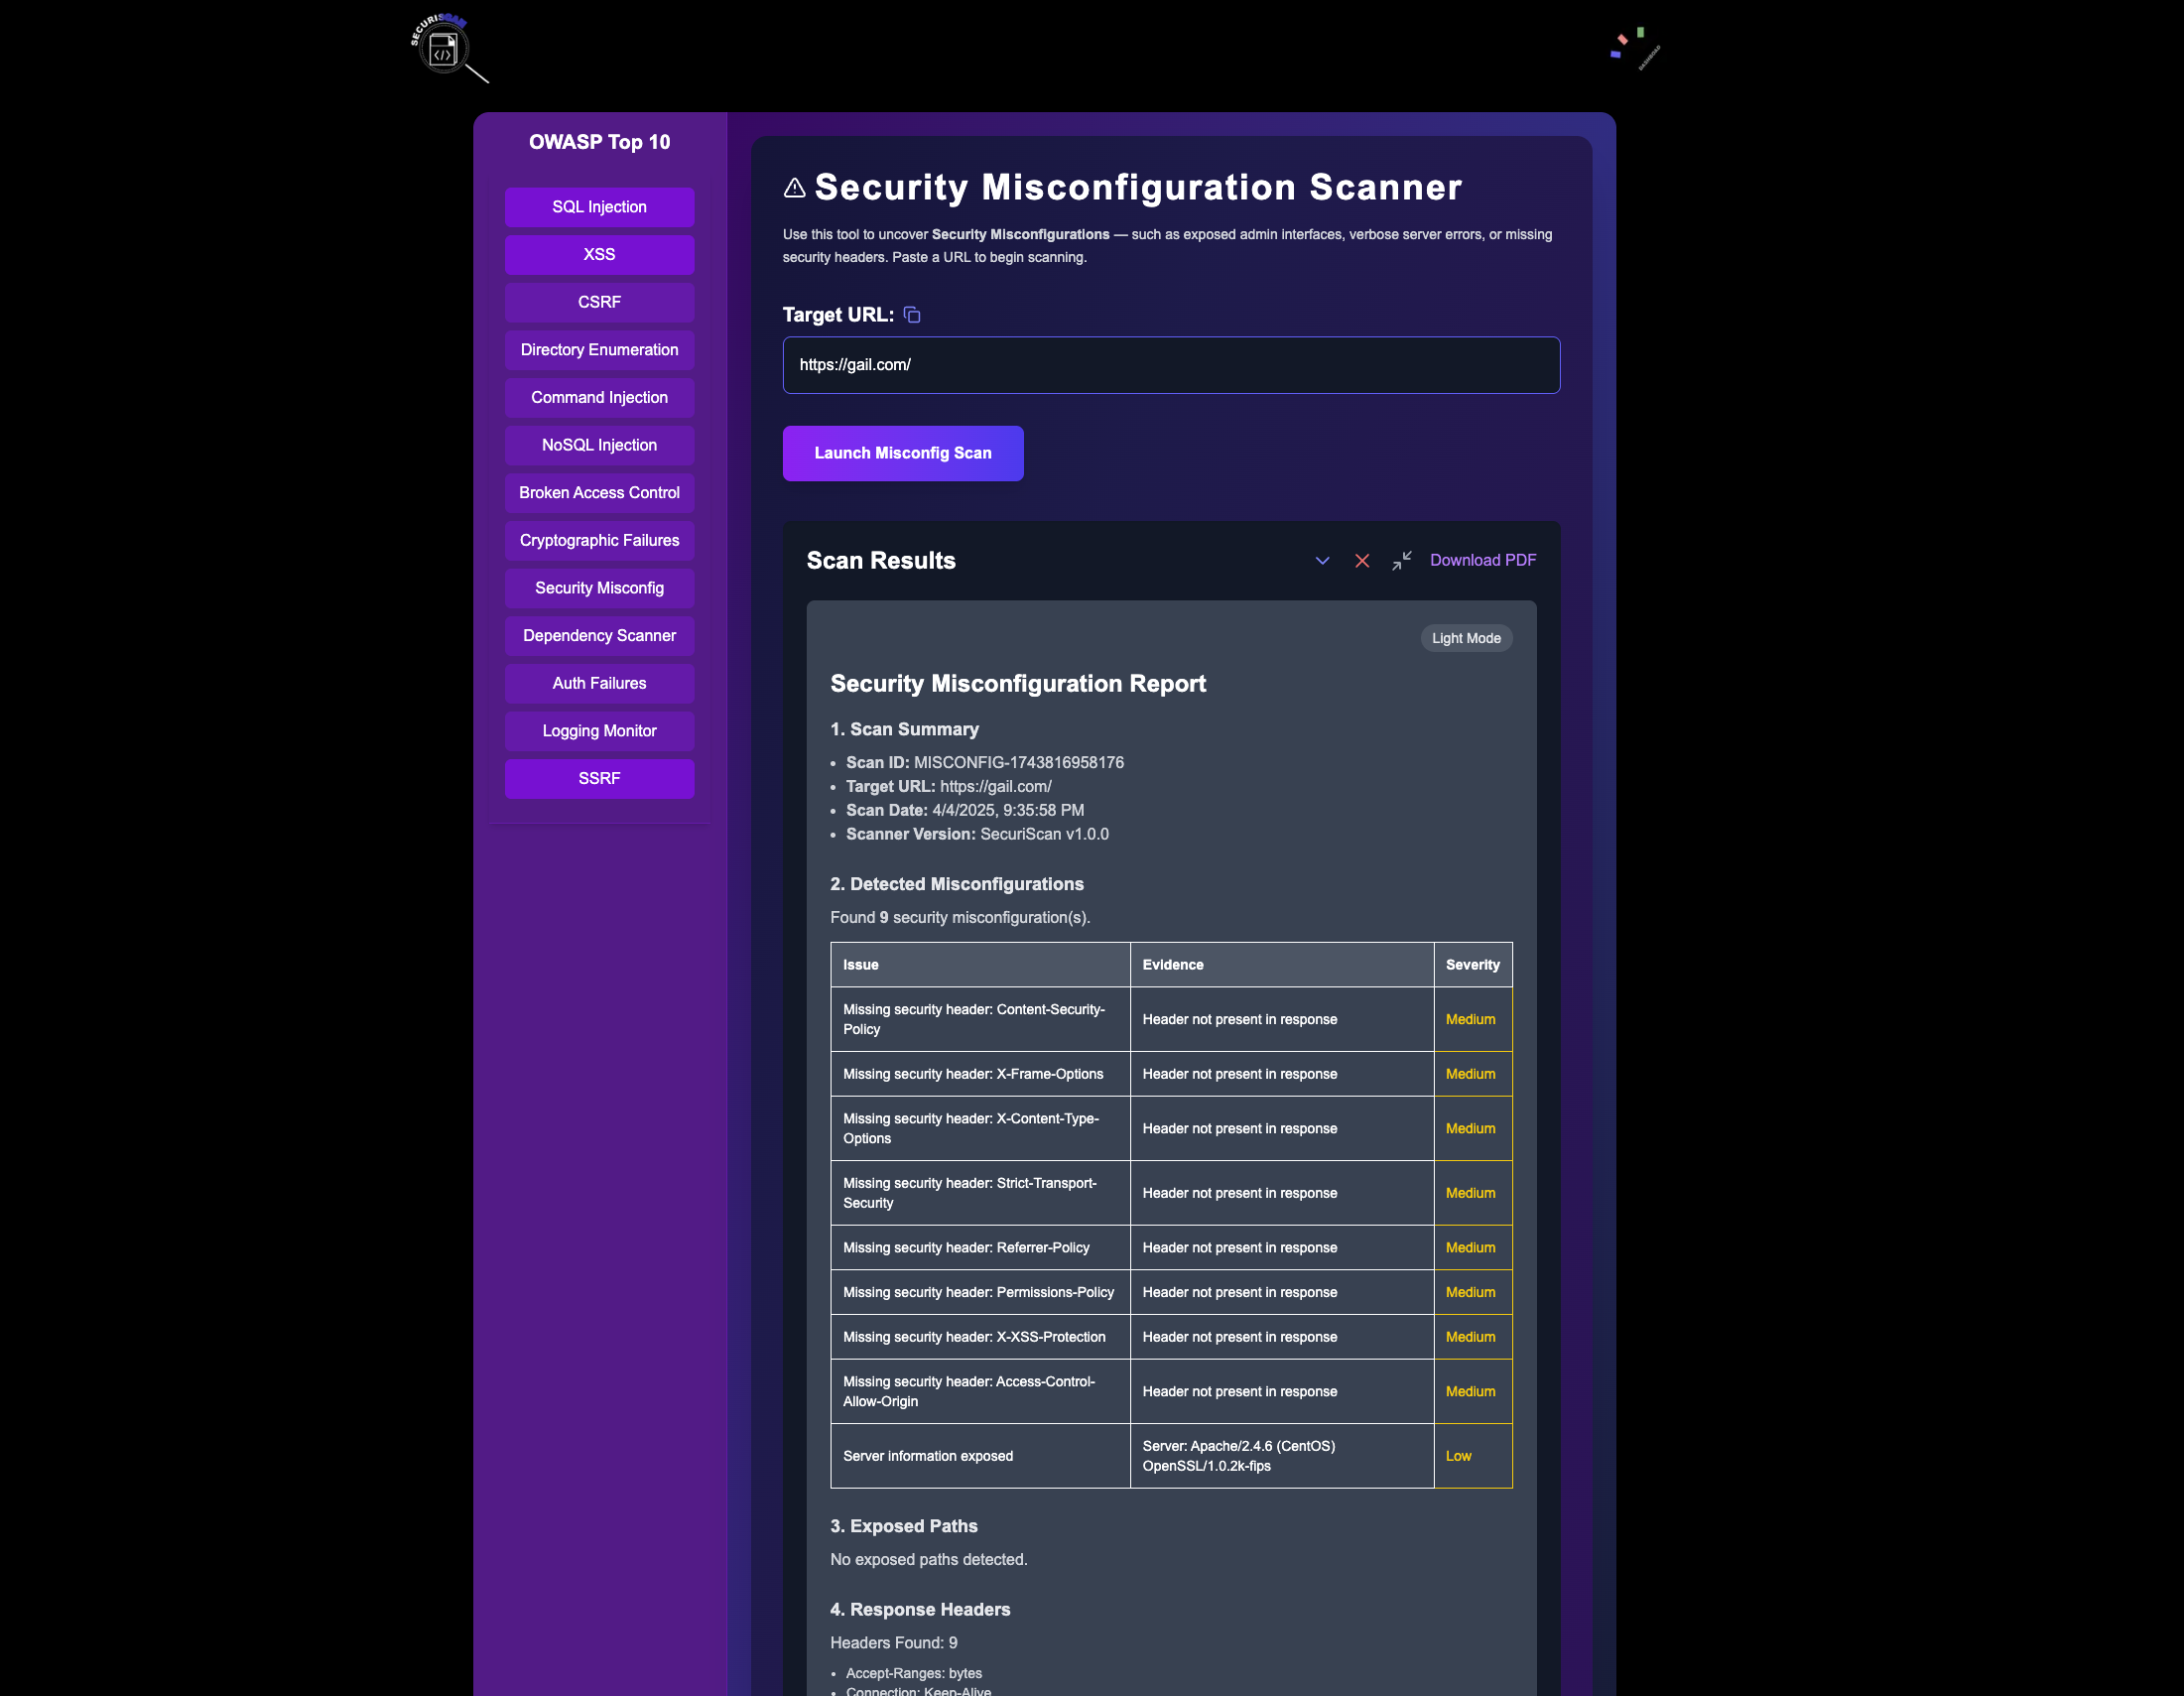 SECURISCAN
DASHBOARD
OWASP Top 10
SQL Injection
XSS
CSRF
Directory Enumeration
Command Injection
NoSQL Injection
Broken Access Control
Cryptographic Failures
Security Misconfig
Dependency Scanner
Auth Failures
Logging Monitor
SSRF
Security Misconfiguration Scanner
Use this tool to uncover Security Misconfigurations — such as exposed admin interfaces, verbose server errors, or missing
security headers. Paste a URL to begin scanning.
Target URL:
https://gail.com/
Launch Misconfig Scan
Scan Results
Download PDF
Light Mode
Security Misconfiguration Report
1. Scan Summary
• Scan ID: MISCONFIG-1743816958176
• Target URL: https://gail.com/
• Scan Date: 4/4/2025, 9:35:58 PM
• Scanner Version: SecuriScan v1.0.0
2. Detected Misconfigurations
Found 9 security misconfiguration(s).
Issue Evidence Severity
Missing security header: Content-Security-
Policy
Header not present in response Medium
Missing security header: X-Frame-Options Header not present in response Medium
Missing security header: X-Content-Type-
Options
Header not present in response Medium
Missing security header: Strict-Transport-
Security
Header not present in response Medium
Missing security header: Referrer-Policy Header not present in response Medium
Missing security header: Permissions-Policy Header not present in response Medium
Missing security header: X-XSS-Protection Header not present in response Medium
Missing security header: Access-Control-
Allow-Origin
Header not present in response Medium
Server information exposed
Server: Apache/2.4.6 (CentOS)
OpenSSL/1.0.2k-fips
Low
3. Exposed Paths
No exposed paths detected.
4. Response Headers
Headers Found: 9
• Accept-Ranges: bytes
• Connection: Keep-Alive